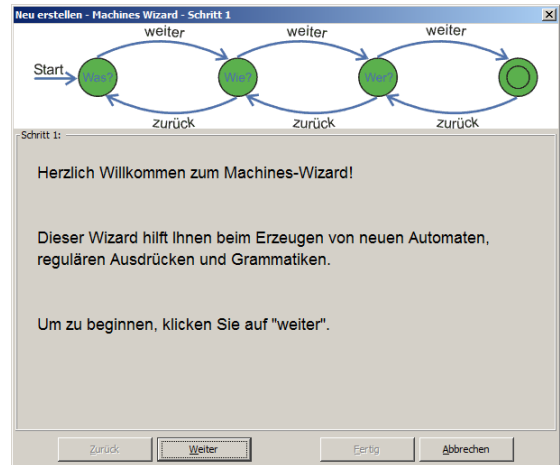 Neu erstellen - Machines Wizard - Schritt 1
weiter weiter weiter
Start Was? Wie? Wer?
zurück zurück zurück
Schritt 1:
Herzlich Willkommen zum Machines-Wizard!
Dieser Wizard hilft Ihnen beim Erzeugen von neuen Automaten,
regulären Ausdrücken und Grammatiken.
Um zu beginnen, klicken Sie auf "weiter".
Zurück Weiter Fertig Abbrechen